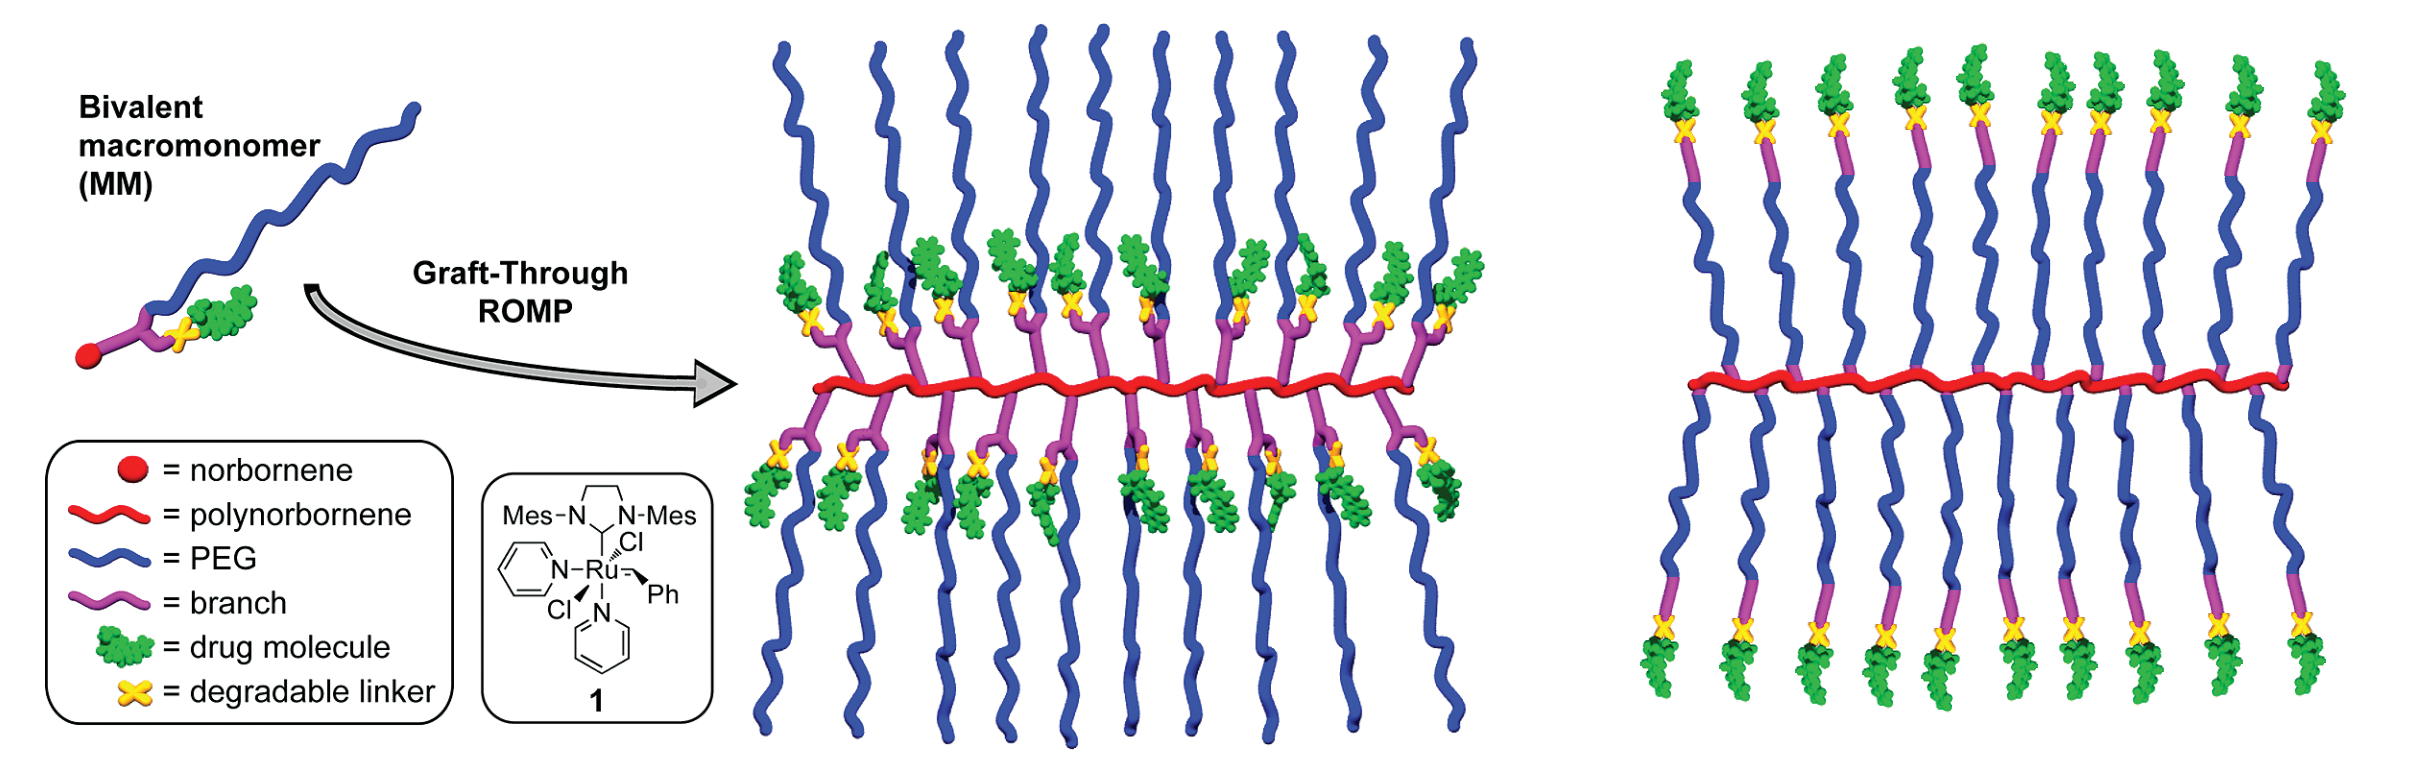 Bivalent
macromonomer
(MM)
Graft-Through
ROMP
= norbornene
= polynorbornene
= PEG
= branch
= drug molecule
= degradable linker
Mes-N N-Mes
Cl
N-Ru=
Ph
Cl
N
1